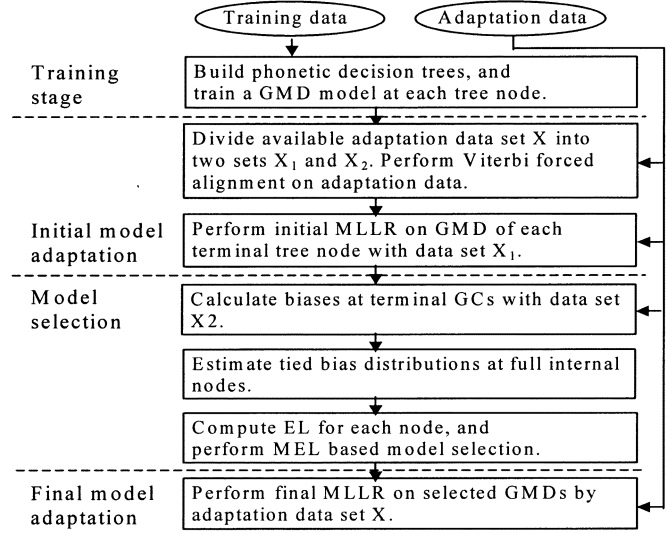 Training data
Adaptation data
Training
stage
Build phonetic decision trees, and
train a GMD model at each tree node.
Divide available adaptation data set X into
two sets X₁ and X₂. Perform Viterbi forced
alignment on adaptation data.
Initial model
adaptation
Perform initial MLLR on GMD of each
terminal tree node with data set X₁.
Model
selection
Calculate biases at terminal GCs with data set
X2.
Estimate tied bias distributions at full internal
nodes.
Compute EL for each node, and
perform MEL based model selection.
Final model
adaptation
Perform final MLLR on selected GMDs by
adaptation data set X.